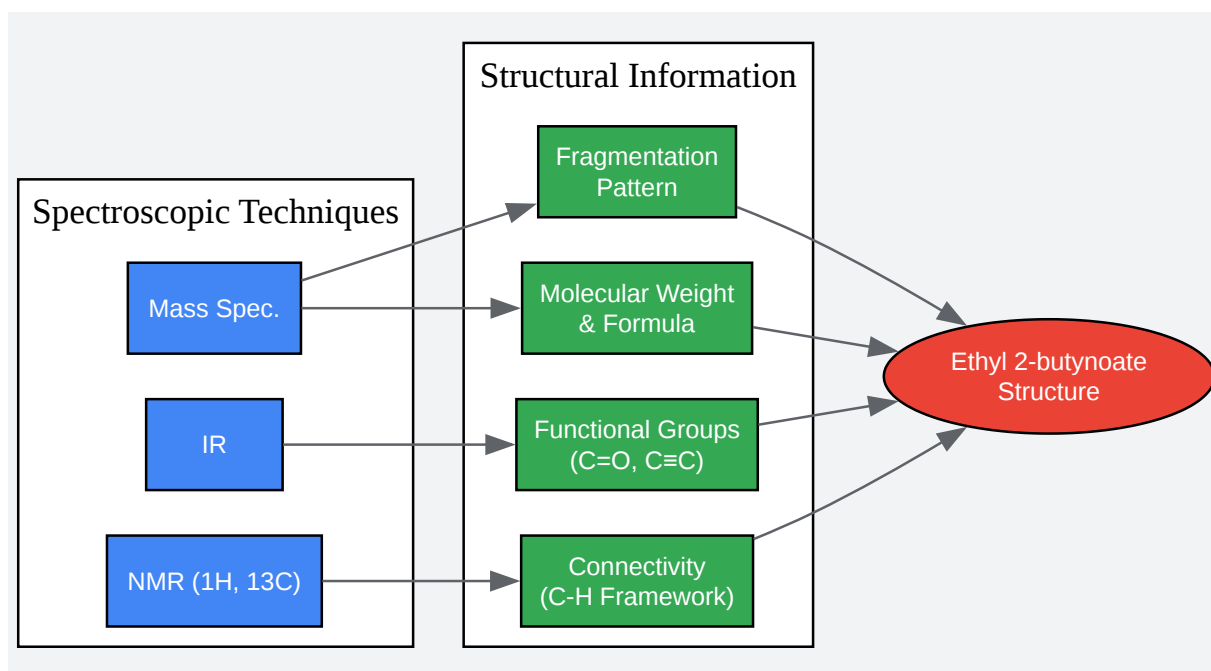 Spectroscopic Techniques
Mass Spec.
IR
NMR (1H, 13C)
Structural Information
Fragmentation
Pattern
Molecular Weight
& Formula
Functional Groups
(C=O, C≡C)
Connectivity
(C-H Framework)
Ethyl 2-butynoate
Structure